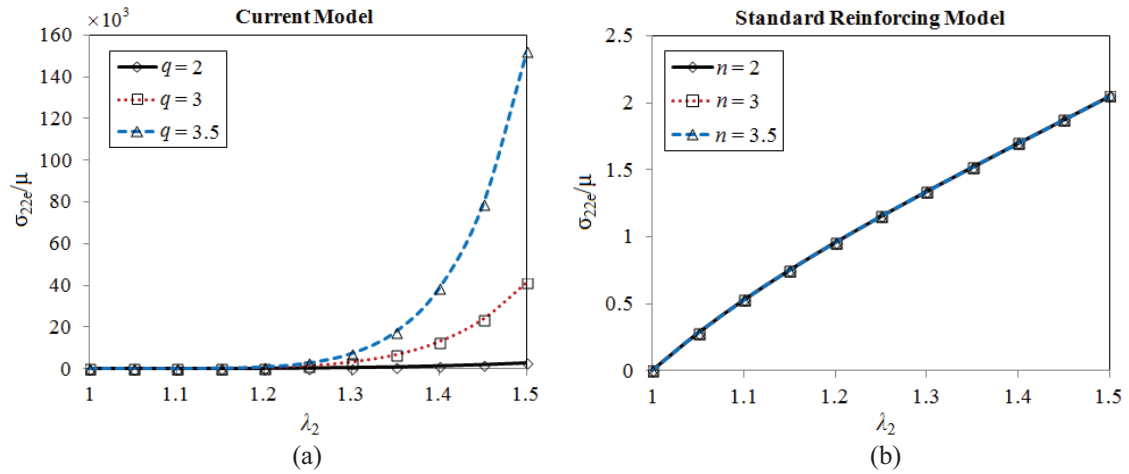 Current Model
×10³
160
140
120
100
80
60
40
20
0
σ22e/μ
q = 2
q = 3
q = 3.5
1 1.1 1.2 1.3 1.4 1.5
λ2
(a)
Standard Reinforcing Model
2.5
2
1.5
1
0.5
0
σ22e/μ
n = 2
n = 3
n = 3.5
1 1.1 1.2 1.3 1.4 1.5
λ2
(b)